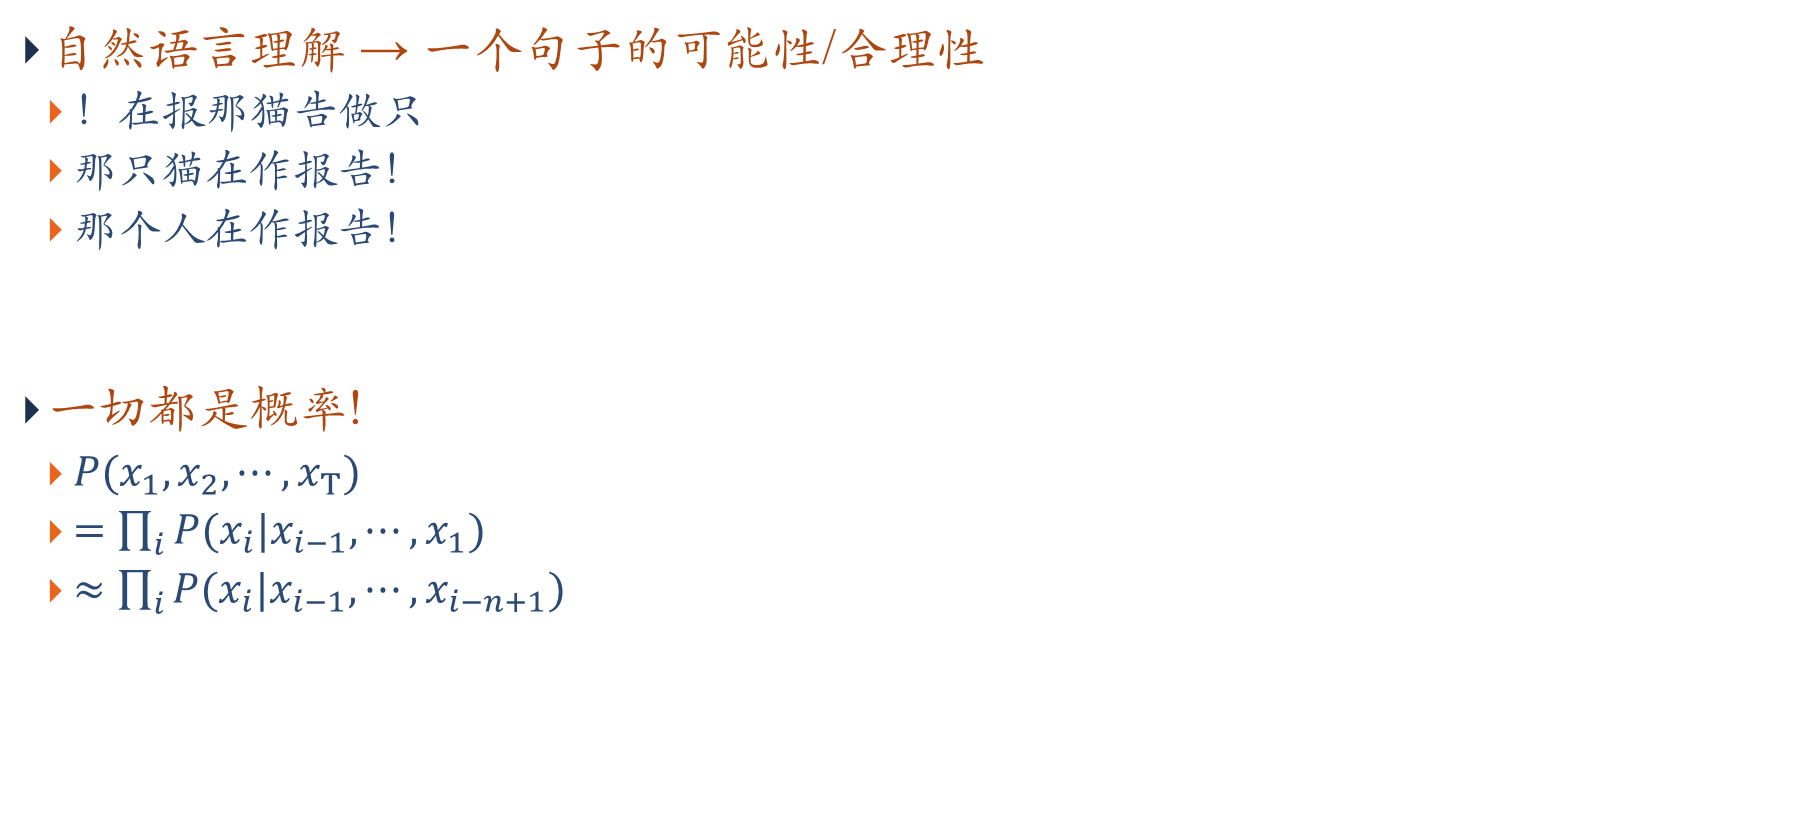 自然语言理解 → 一个句子的可能性/合理性
！在报那猫告做只
那只猫在作报告!
那个人在作报告!
一切都是概率!
P(x₁, x₂, ⋯, x_T)
= ∏ᵢ P(xᵢ|xᵢ₋₁, ⋯, x₁)
≈ ∏ᵢ P(xᵢ|xᵢ₋₁, ⋯, xᵢ₋ₙ₊₁)